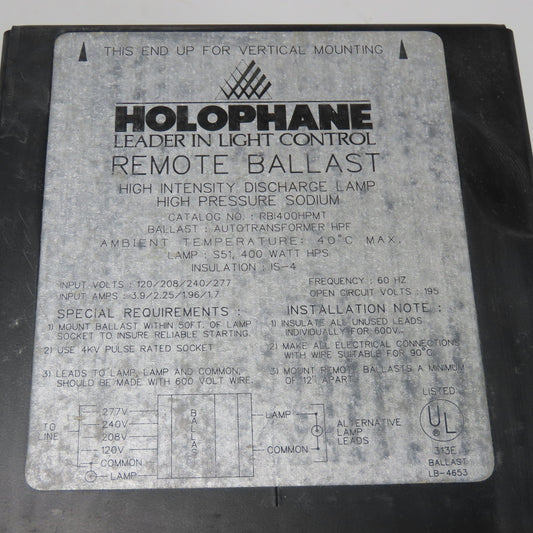 THIS END UP FOR VERTICAL MOUNTING
HOLOPHANE
LEADER IN LIGHT CONTROL
REMOTE BALLAST
HIGH INTENSITY DISCHARGE LAMP
HIGH PRESSURE SODIUM
CATALOG NO. : RBI400HPMT
BALLAST : AUTOTRANSFORMER HPF
AMBIENT TEMPERATURE: 40°C MAX.
LAMP : S51, 400 WATT HPS
INSULATION : IS-4
INPUT VOLTS : 120/208/240/277
INPUT AMPS : 3.9/2.25/1.96/1.7
FREQUENCY : 60 HZ
OPEN CIRCUIT VOLTS : 195
SPECIAL REQUIREMENTS :
1) MOUNT BALLAST WITHIN 50FT. OF LAMP
SOCKET TO INSURE RELIABLE STARTING.
2) USE 4KV PULSE RATED SOCKET.
3) LEADS TO LAMP, LAMP AND COMMON,
SHOULD BE MADE WITH 600 VOLT WIRE.
INSTALLATION NOTE :
1) INSULATE ALL UNUSED LEADS
INDIVIDUALLY FOR 600V.
2) MAKE ALL ELECTRICAL CONNECTIONS
WITH WIRE SUITABLE FOR 90°C.
3) MOUNT REMOTE BALLASTS A MINIMUM
OF 12" APART.
TO
LINE
277V
240V
208V
120V
COMMON
LAMP
BALLAST
LAMP
COMMON
ALTERNATIVE
LAMP
LEADS
LISTED
UL
313E
BALLAST
LB-4653